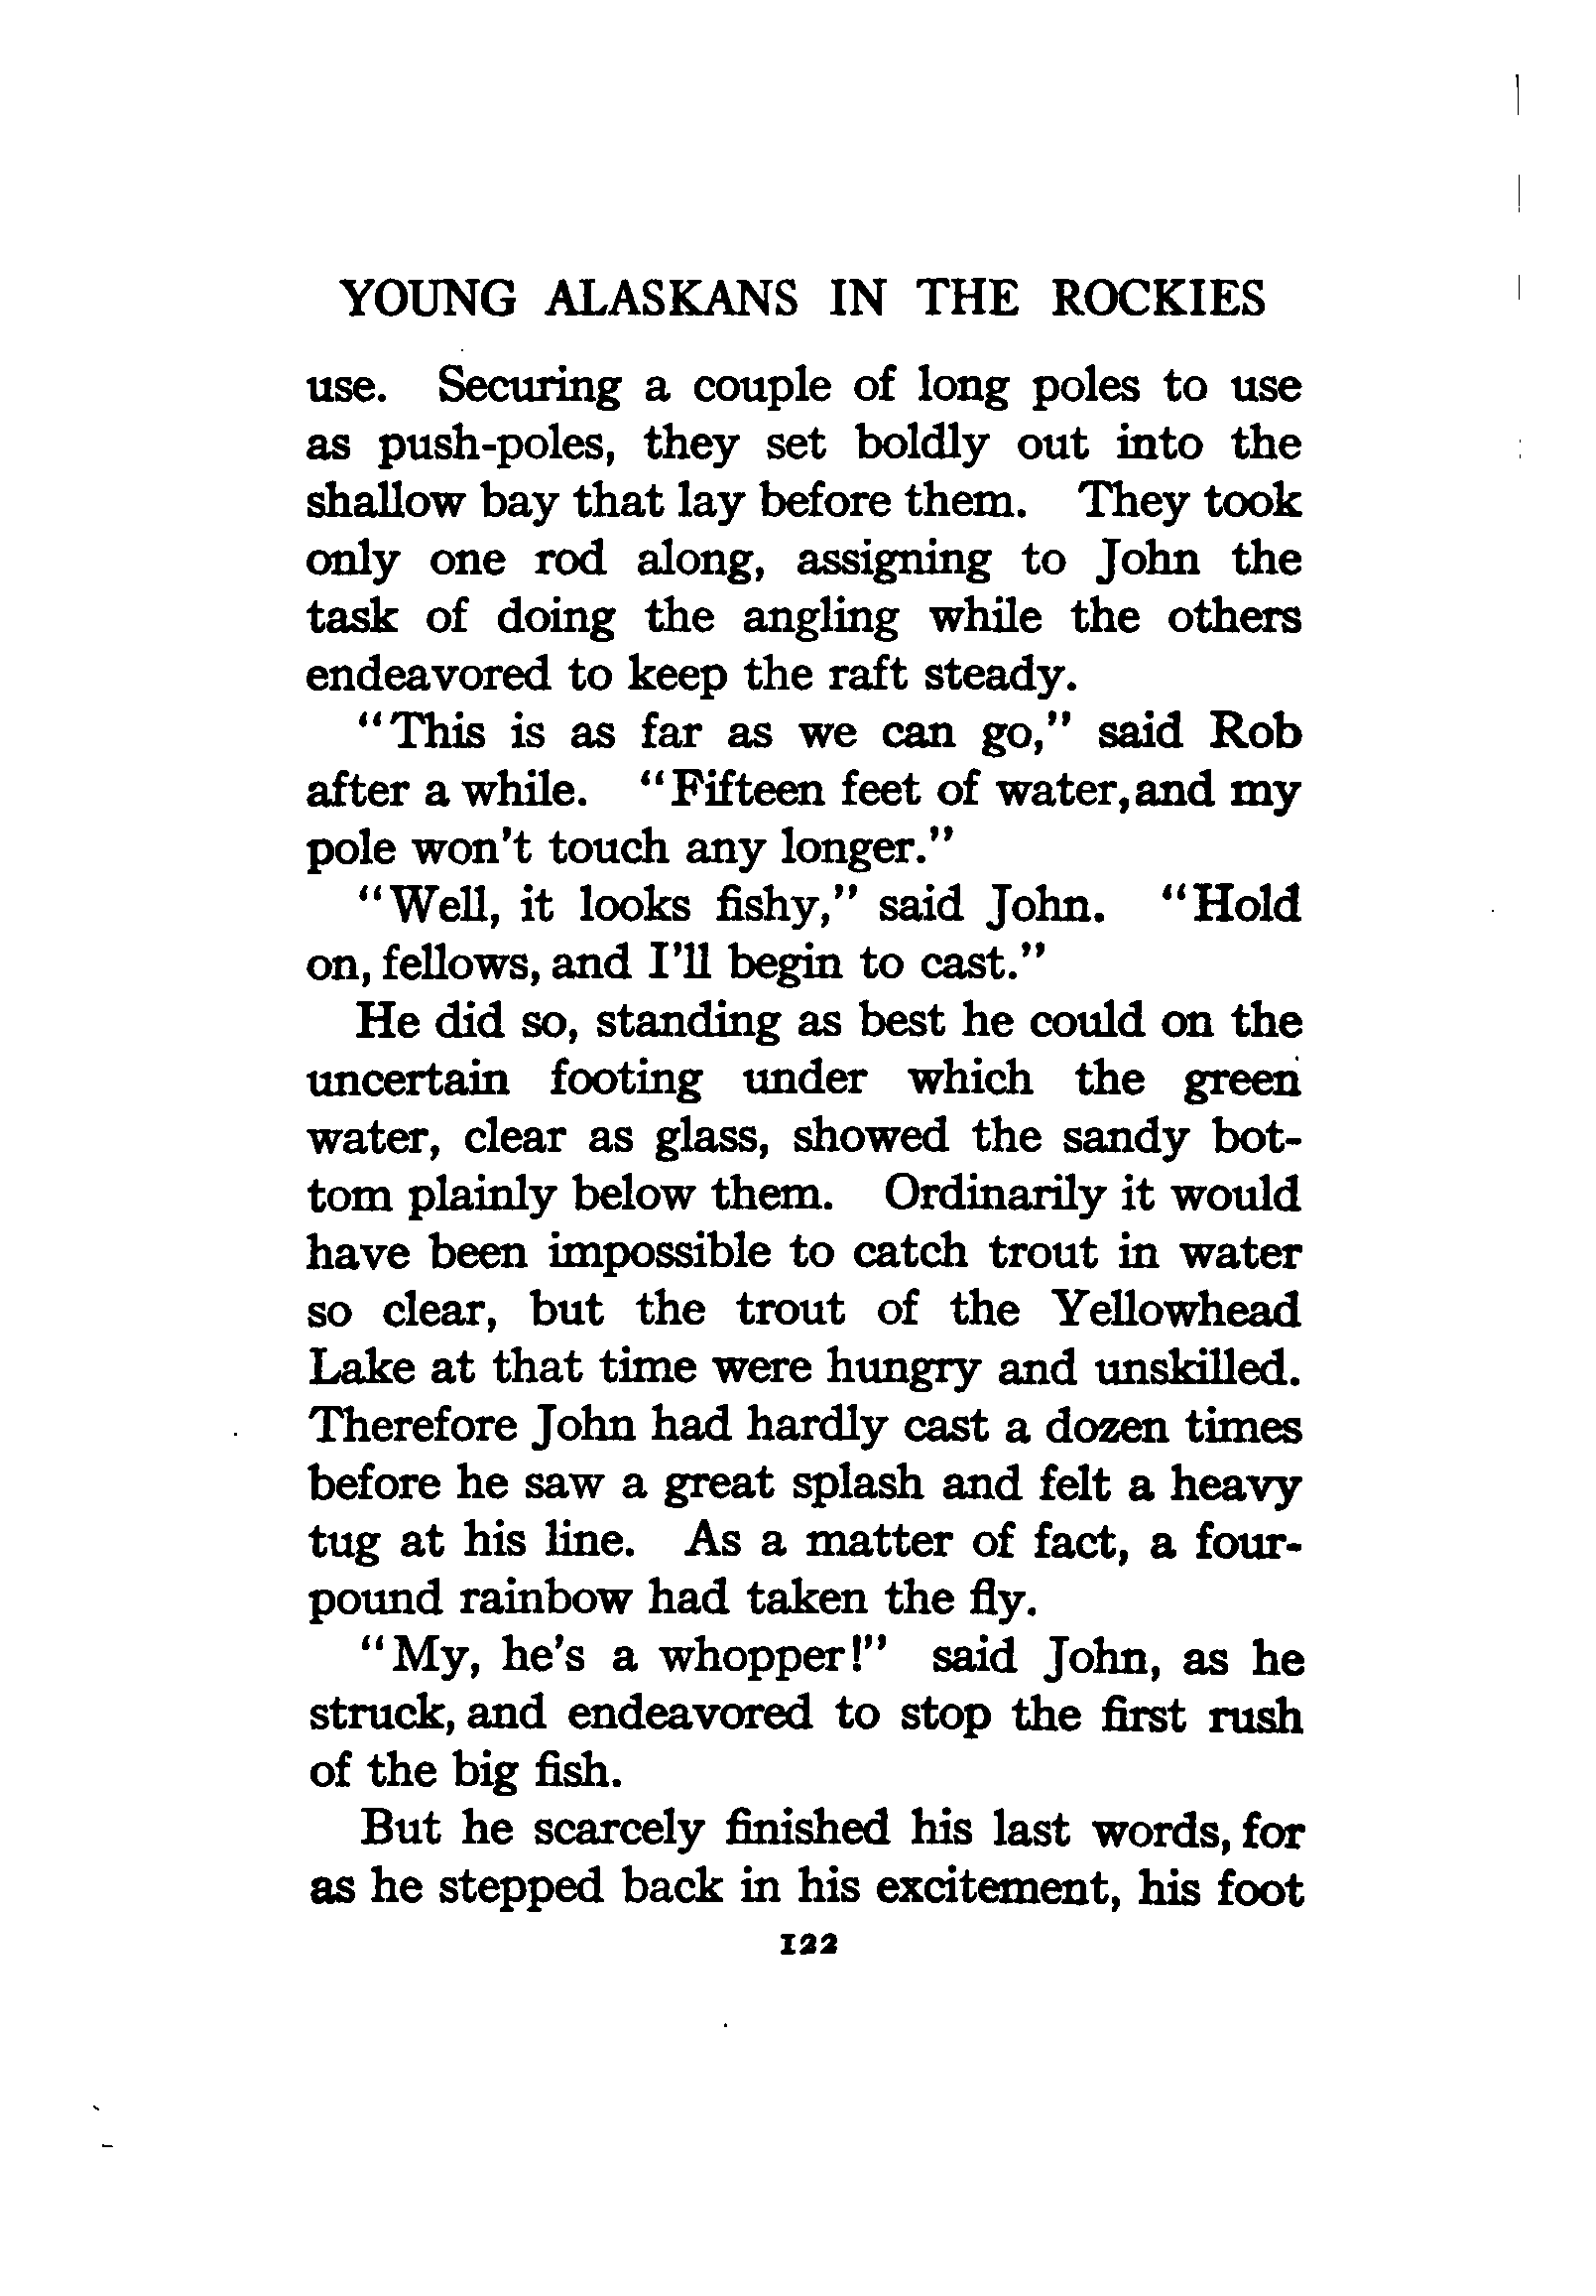 YOUNG ALASKANS IN THE ROCKIES
use. Securing a couple of long poles to use
as push-poles, they set boldly out into the
shallow bay that lay before them. They took
only one rod along, assigning to John the
task of doing the angling while the others
endeavored to keep the raft steady.
"This is as far as we can go," said Rob
after a while. "Fifteen feet of water, and my
pole won't touch any longer."
"Well, it looks fishy," said John. "Hold
on, fellows, and I'll begin to cast."
He did so, standing as best he could on the
uncertain footing under which the green
water, clear as glass, showed the sandy bot-
tom plainly below them. Ordinarily it would
have been impossible to catch trout in water
so clear, but the trout of the Yellowhead
Lake at that time were hungry and unskilled.
Therefore John had hardly cast a dozen times
before he saw a great splash and felt a heavy
tug at his line. As a matter of fact, a four-
pound rainbow had taken the fly.
"My, he's a whopper!" said John, as he
struck, and endeavored to stop the first rush
of the big fish.
But he scarcely finished his last words, for
as he stepped back in his excitement, his foot
122